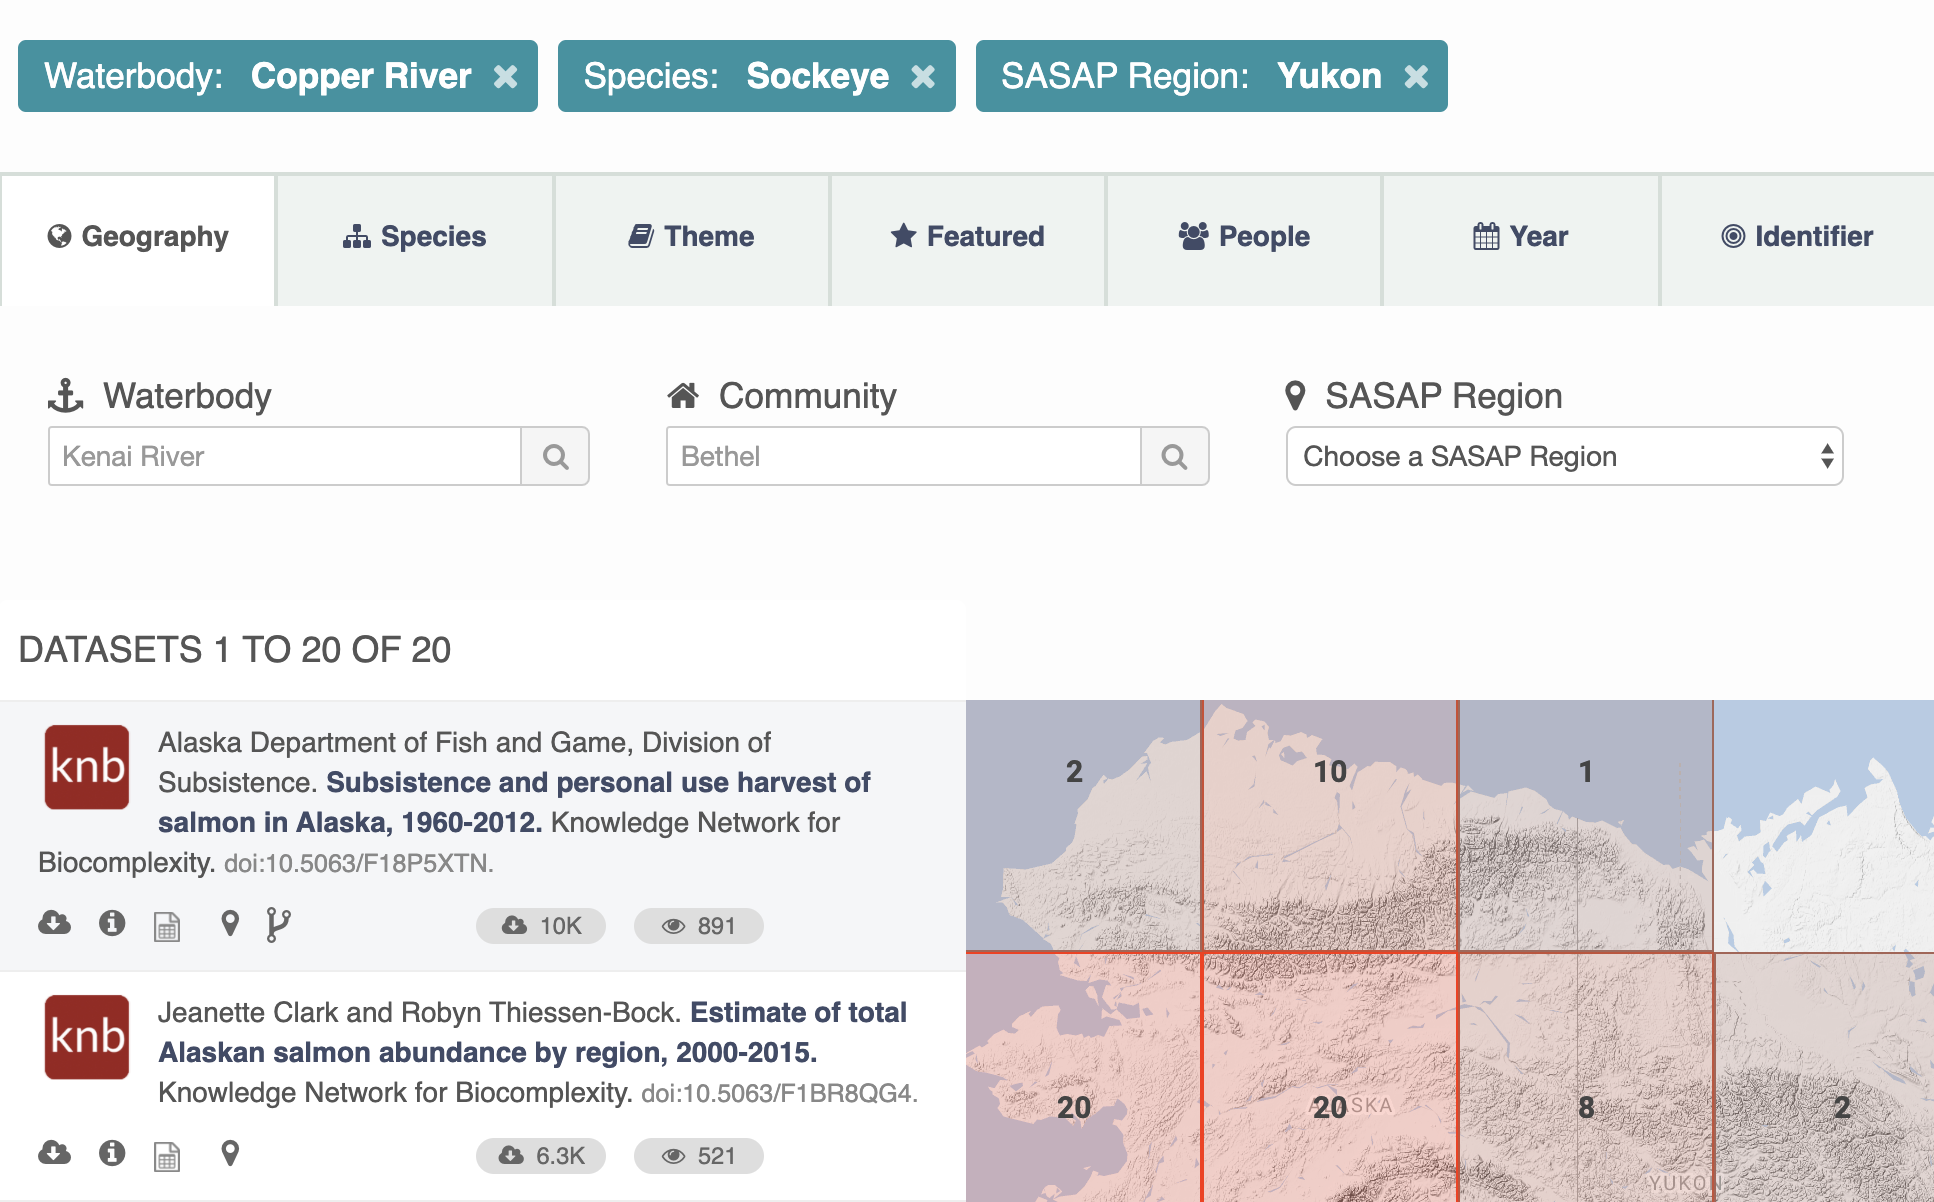 Waterbody: Copper River ✖ Species: Sockeye ✖ SASAP Region: Yukon ✖
Geography Species Theme Featured People Year Identifier
Waterbody Community SASAP Region
Kenai River Bethel Choose a SASAP Region
DATASETS 1 TO 20 OF 20
knb
Alaska Department of Fish and Game, Division of
Subsistence. Subsistence and personal use harvest of
salmon in Alaska, 1960-2012. Knowledge Network for
Biocomplexity. doi:10.5063/F18P5XTN.
10K 891
knb
Jeanette Clark and Robyn Thiessen-Bock. Estimate of total
Alaskan salmon abundance by region, 2000-2015.
Knowledge Network for Biocomplexity. doi:10.5063/F1BR8QG4.
6.3K 521
2 10 1
20 20 8 2
ALASKA
YUKON